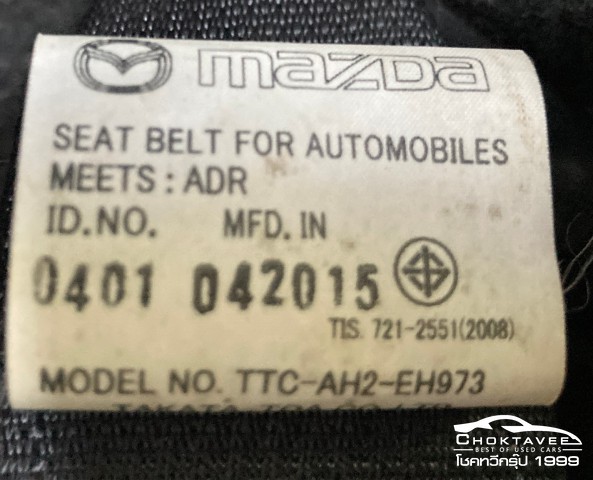 mazda
SEAT BELT FOR AUTOMOBILES
MEETS : ADR
ID.NO. MFD. IN
0401 042015
TIS. 721-2551(2008)
MODEL NO. TTC-AH2-EH973
CHOKTAVEE
BEST OF USED CARS
โชคทวีกรุ๊ป 1999